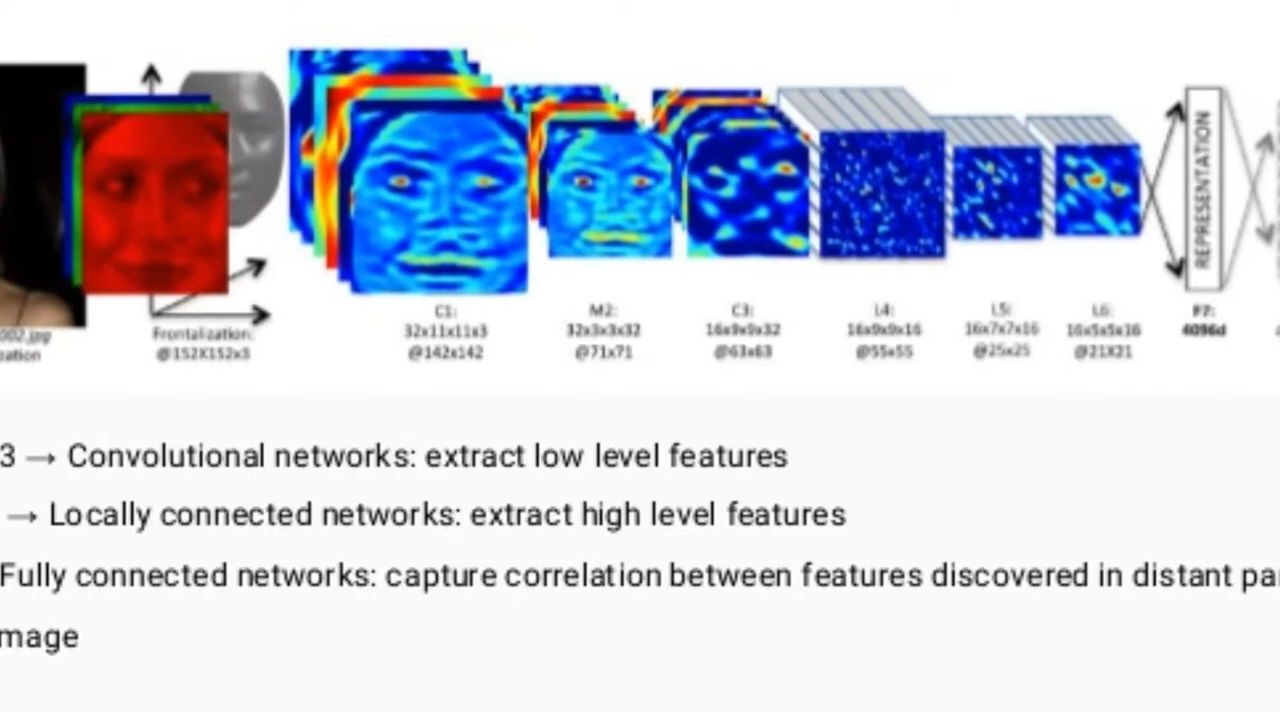 REPRESENTATION
002.jpg
Frontalization:
@152X152x3
C1:
32x11x11x3
@142x142
M2:
32x3x3x32
@71x71
C3:
16x9x9x32
@63x63
L4:
16x9x9x16
@55x55
L5:
16x7x7x16
@25x25
L6:
16x5x5x16
@21X21
F7:
4096d
3 → Convolutional networks: extract low level features
→ Locally connected networks: extract high level features
Fully connected networks: capture correlation between features discovered in distant
mage